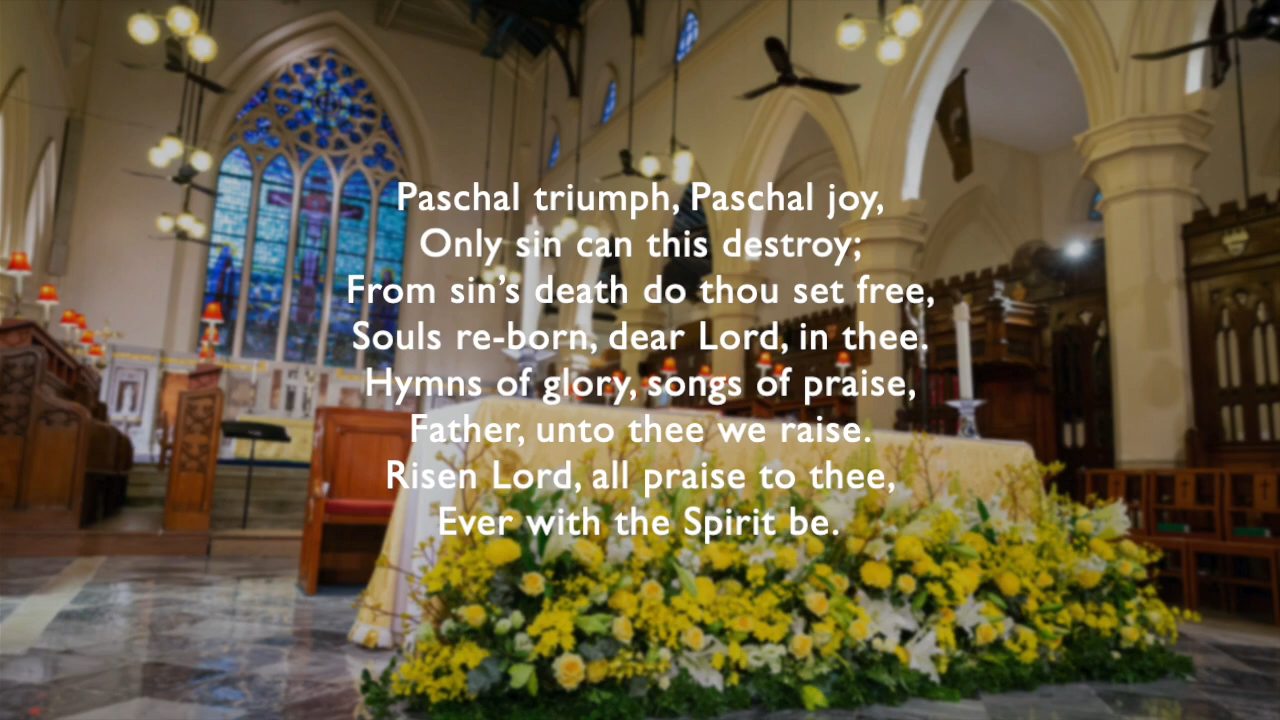 Paschal triumph, Paschal joy,
Only sin can this destroy;
From sin’s death do thou set free,
Souls re-born, dear Lord, in thee.
Hymns of glory, songs of praise,
Father, unto thee we raise.
Risen Lord, all praise to thee,
Ever with the Spirit be.